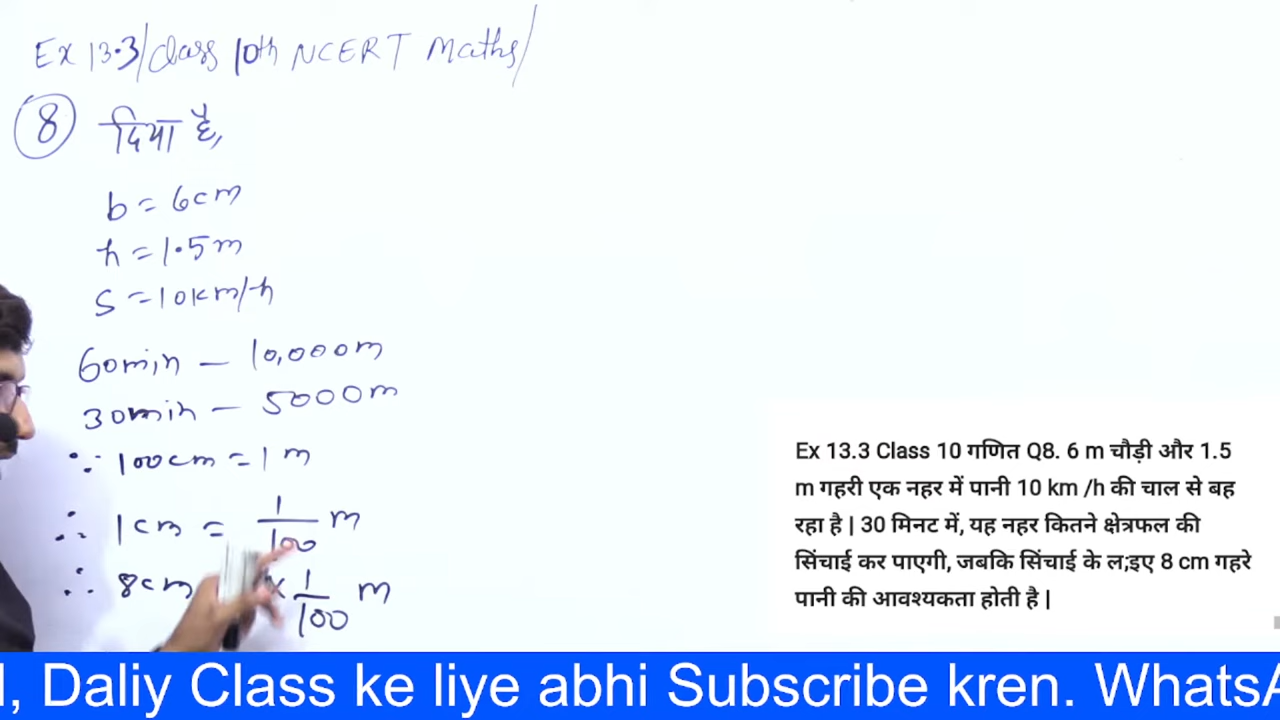 Ex 13.3/class 10th NCERT Maths/
8 दिया है,
b = 6cm
h = 1.5m
S = 10km/h
60min — 10,000m
30min — 5000m
∵ 100cm = 1m
∴ 1cm = 1/100 m
∴ 8cm × 1/100 m
Ex 13.3 Class 10 गणित Q8. 6 m चौड़ी और 1.5
m गहरी एक नहर में पानी 10 km /h की चाल से बह
रहा है | 30 मिनट में, यह नहर कितने क्षेत्रफल की
सिंचाई कर पाएगी, जबकि सिंचाई के ल;इए 8 cm गहरे
पानी की आवश्यकता होती है |
, Daliy Class ke liye abhi Subscribe kren.